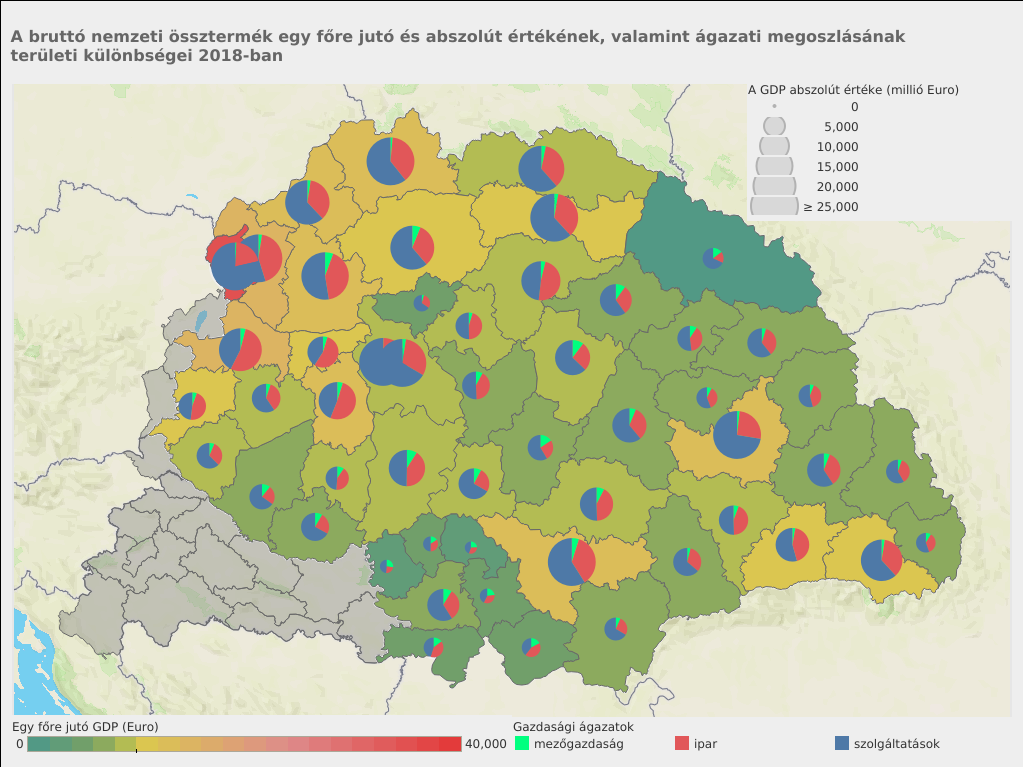 A bruttó nemzeti össztermék egy főre jutó és abszolút értékének, valamint ágazati megoszlásának
területi különbségei 2018-ban
A GDP abszolút értéke (millió Euro)
0
5,000
10,000
15,000
20,000
≥ 25,000
Egy főre jutó GDP (Euro)
0 40,000
Gazdasági ágazatok
mezőgazdaság ipar szolgáltatások